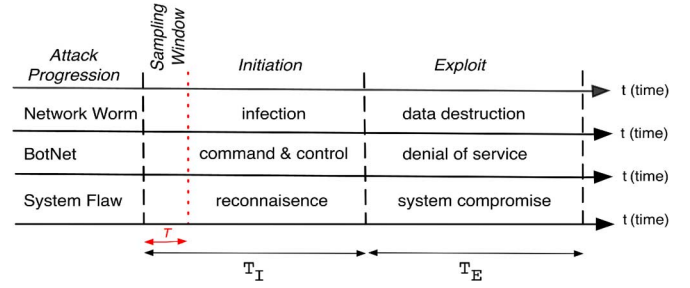 Attack Progression
Sampling Window
Initiation
Exploit
t (time)
Network Worm
infection
data destruction
t (time)
BotNet
command & control
denial of service
t (time)
System Flaw
reconnaisence
system compromise
t (time)
T
T_I
T_E